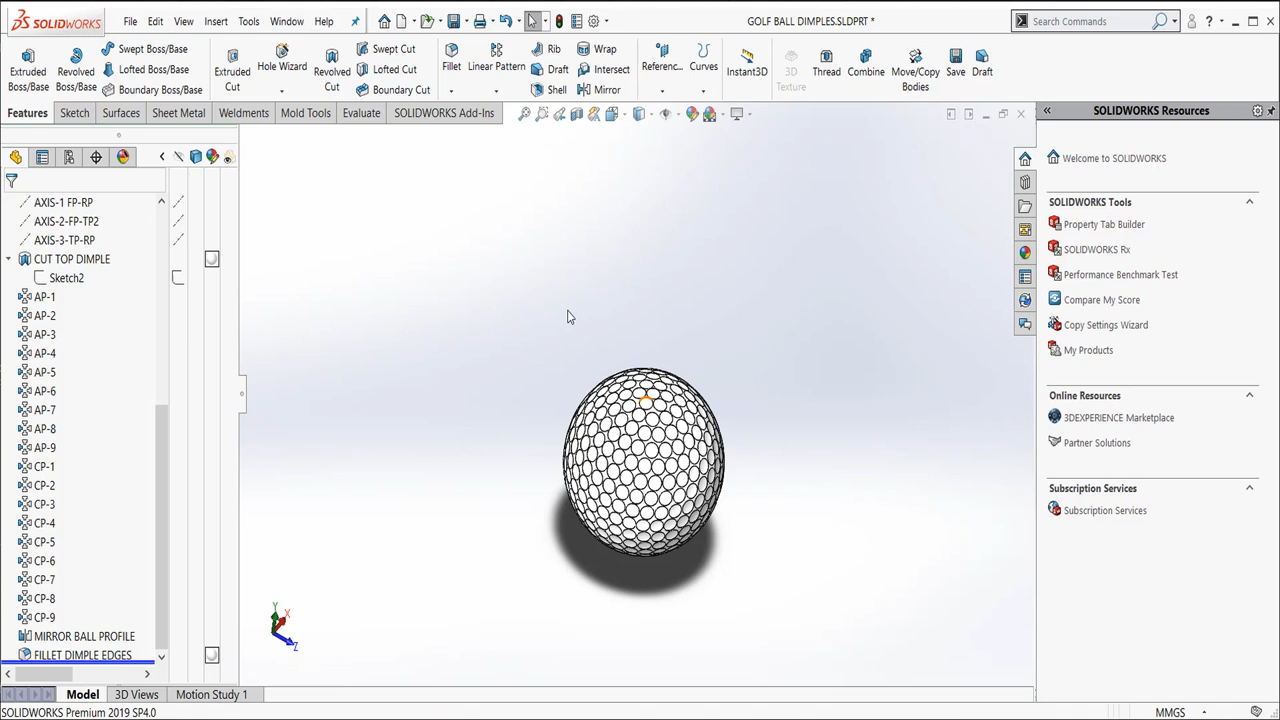 SOLIDWORKS File Edit View Insert Tools Window Help GOLF BALL DIMPLES.SLDPRT * Search Commands
Extruded Boss/Base
Revolved Boss/Base
Swept Boss/Base
Lofted Boss/Base
Boundary Boss/Base
Extruded Cut
Hole Wizard
Revolved Cut
Swept Cut
Lofted Cut
Boundary Cut
Fillet
Linear Pattern
Rib
Draft
Shell
Wrap
Intersect
Mirror
Referenc...
Curves
Instant3D
3D Texture
Thread
Combine
Move/Copy Bodies
Save
Draft
Features Sketch Surfaces Sheet Metal Weldments Mold Tools Evaluate SOLIDWORKS Add-Ins
AXIS-1 FP-RP
AXIS-2-FP-TP2
AXIS-3-TP-RP
CUT TOP DIMPLE
Sketch2
AP-1
AP-2
AP-3
AP-4
AP-5
AP-6
AP-7
AP-8
AP-9
CP-1
CP-2
CP-3
CP-4
CP-5
CP-6
CP-7
CP-8
CP-9
MIRROR BALL PROFILE
FILLET DIMPLE EDGES
Y
X
Z
SOLIDWORKS Resources
Welcome to SOLIDWORKS
SOLIDWORKS Tools
Property Tab Builder
SOLIDWORKS Rx
Performance Benchmark Test
Compare My Score
Copy Settings Wizard
My Products
Online Resources
3DEXPERIENCE Marketplace
Partner Solutions
Subscription Services
Subscription Services
Model 3D Views Motion Study 1
SOLIDWORKS Premium 2019 SP4.0 MMGS